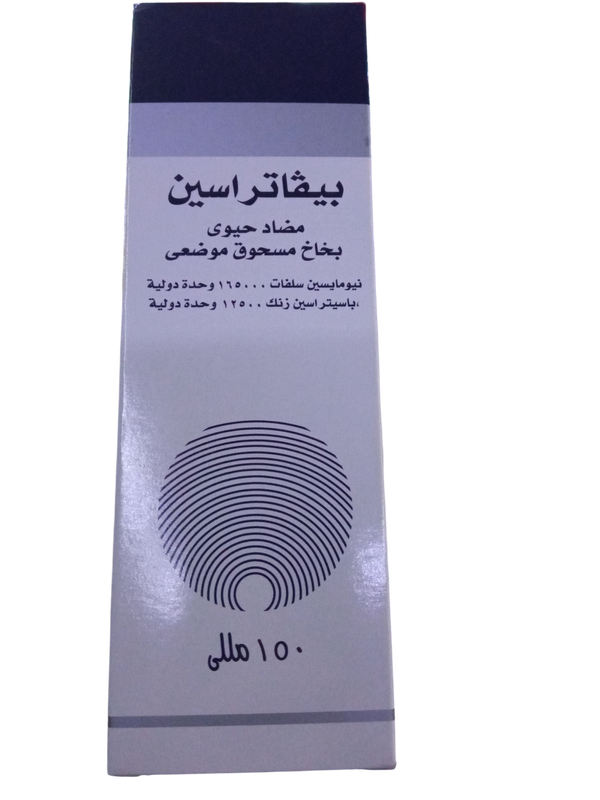 بيڤاتراسين
مضاد حيوى
بخاخ مسحوق موضعى
نيومايسين سلفات ١٦٥٠٠٠ وحدة دولية
،باسيتراسين زنك ١٢٥٠٠ وحدة دولية
١٥٠ مللى